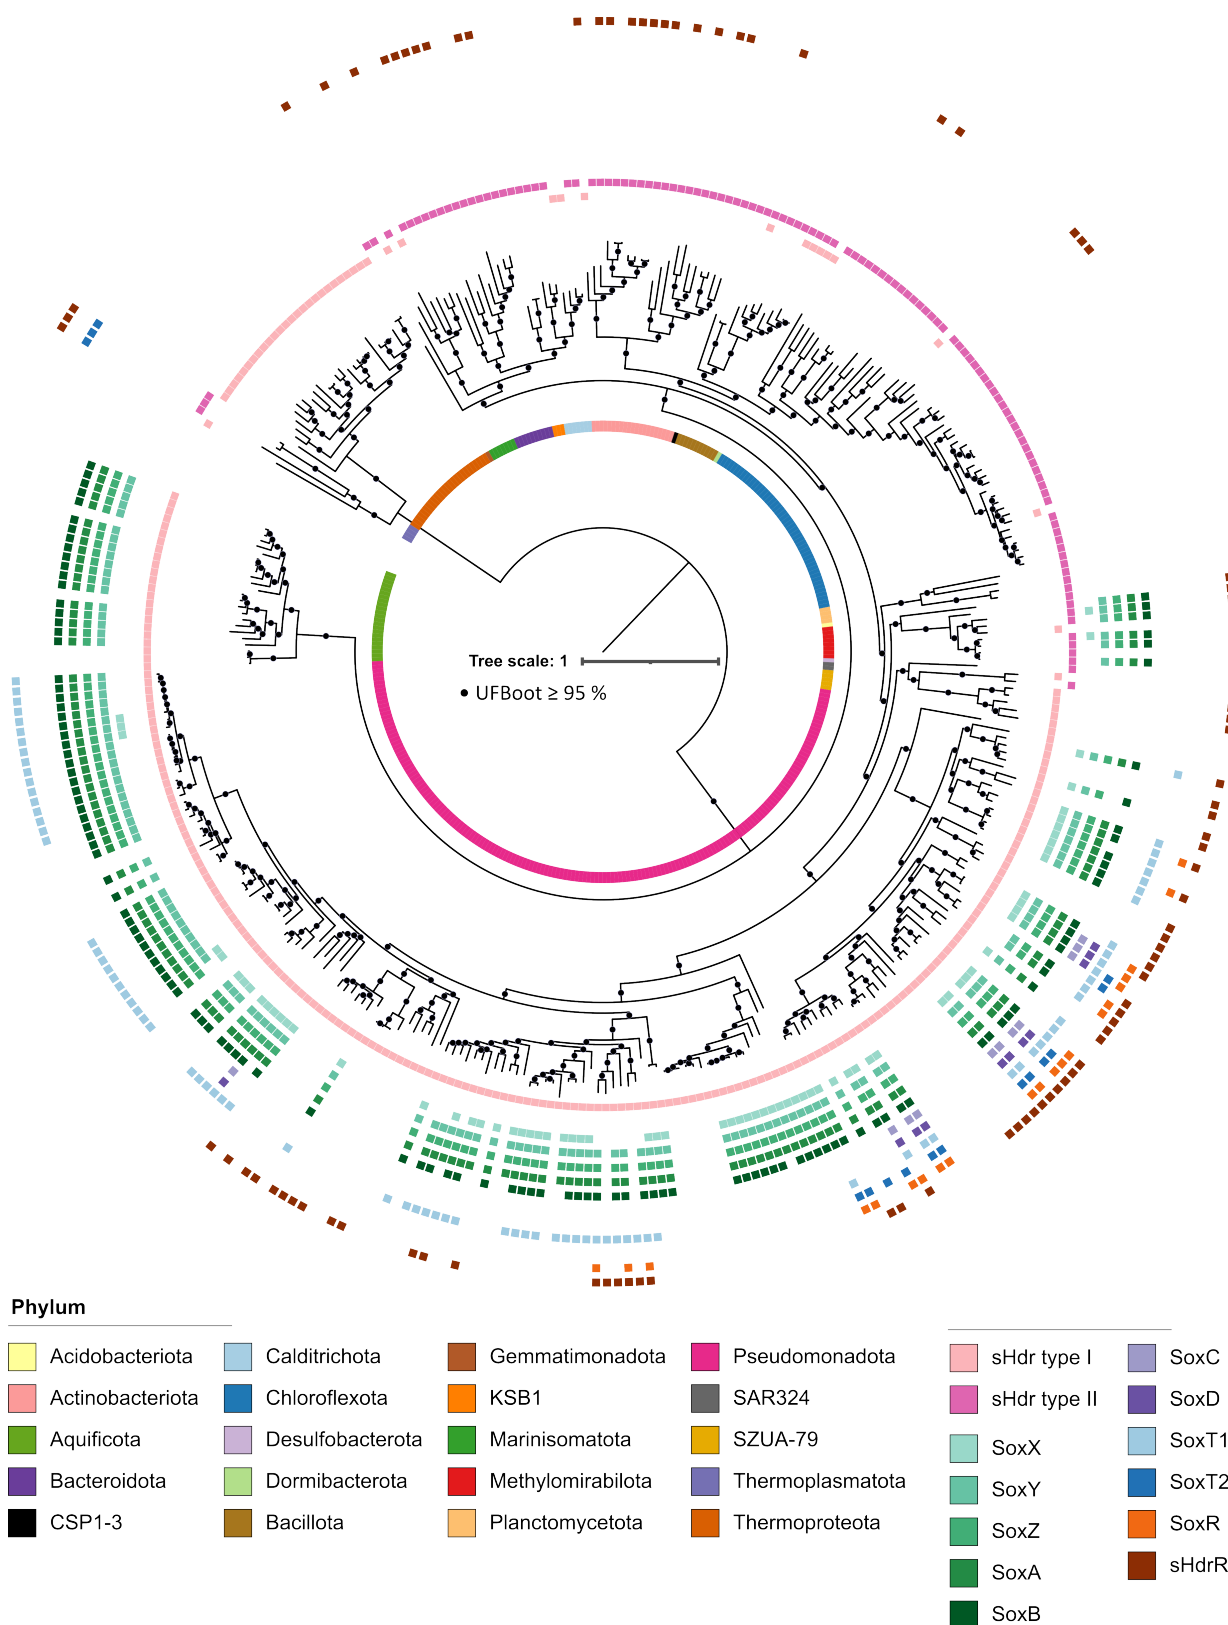 Tree scale: 1
UFBoot ≥ 95 %
Phylum
Acidobacteriota
Actinobacteriota
Aquificota
Bacteroidota
CSP1-3
Calditrichota
Chloroflexota
Desulfobacterota
Dormibacterota
Bacillota
Gemmatimonadota
KSB1
Marinisomatota
Methylomirabilota
Planctomycetota
Pseudomonadota
SAR324
SZUA-79
Thermoplasmatota
Thermoproteota
sHdr type I
sHdr type II
SoxX
SoxY
SoxZ
SoxA
SoxB
SoxC
SoxD
SoxT1
SoxT2
SoxR
sHdrR